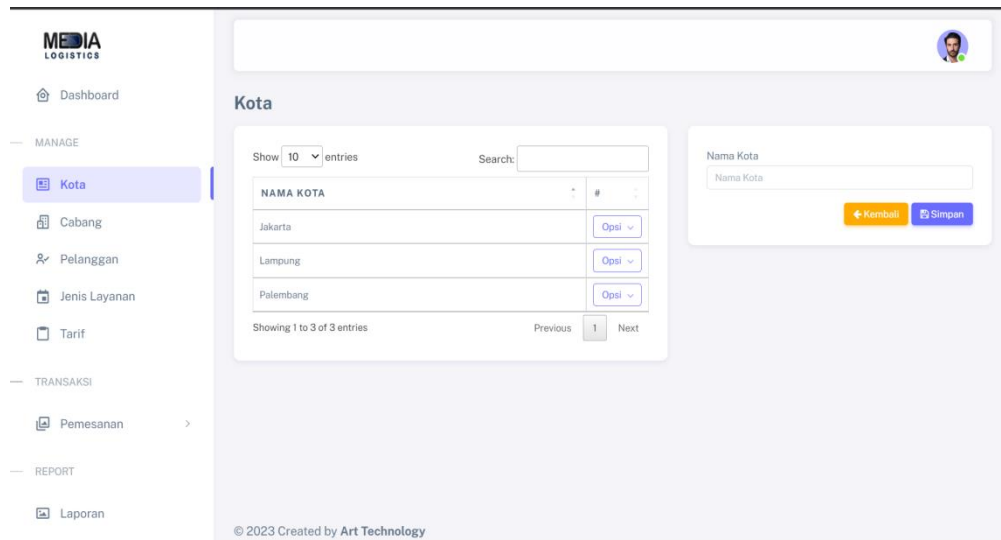 MEDIA
LOGISTICS
Dashboard
MANAGE
Kota
Cabang
Pelanggan
Jenis Layanan
Tarif
TRANSAKSI
Pemesanan
REPORT
Laporan
Kota
Show 10 entries
Search:
NAMA KOTA #
Jakarta Opsi
Lampung Opsi
Palembang Opsi
Showing 1 to 3 of 3 entries
Previous 1 Next
Nama Kota
Nama Kota
Kembali Simpan
© 2023 Created by Art Technology